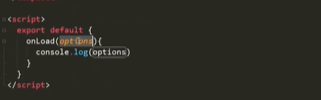 <script>
export default {
onLoad(options){
console.log(options)
}
}
</script>